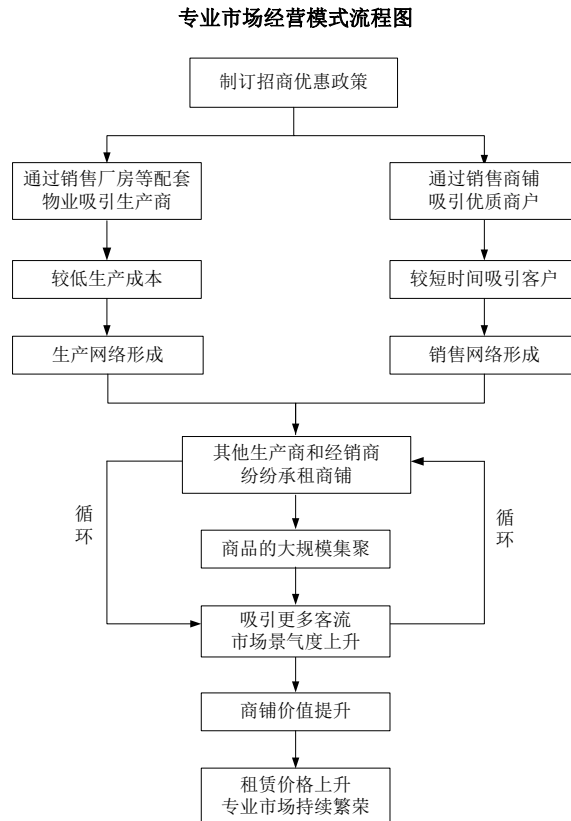 专业市场经营模式流程图
制订招商优惠政策
通过销售厂房等配套
物业吸引生产商
通过销售商铺
吸引优质商户
较低生产成本
较短时间吸引客户
生产网络形成
销售网络形成
其他生产商和经销商
纷纷承租商铺
循
环
循
环
商品的大规模集聚
吸引更多客流
市场景气度上升
商铺价值提升
租赁价格上升
专业市场持续繁荣